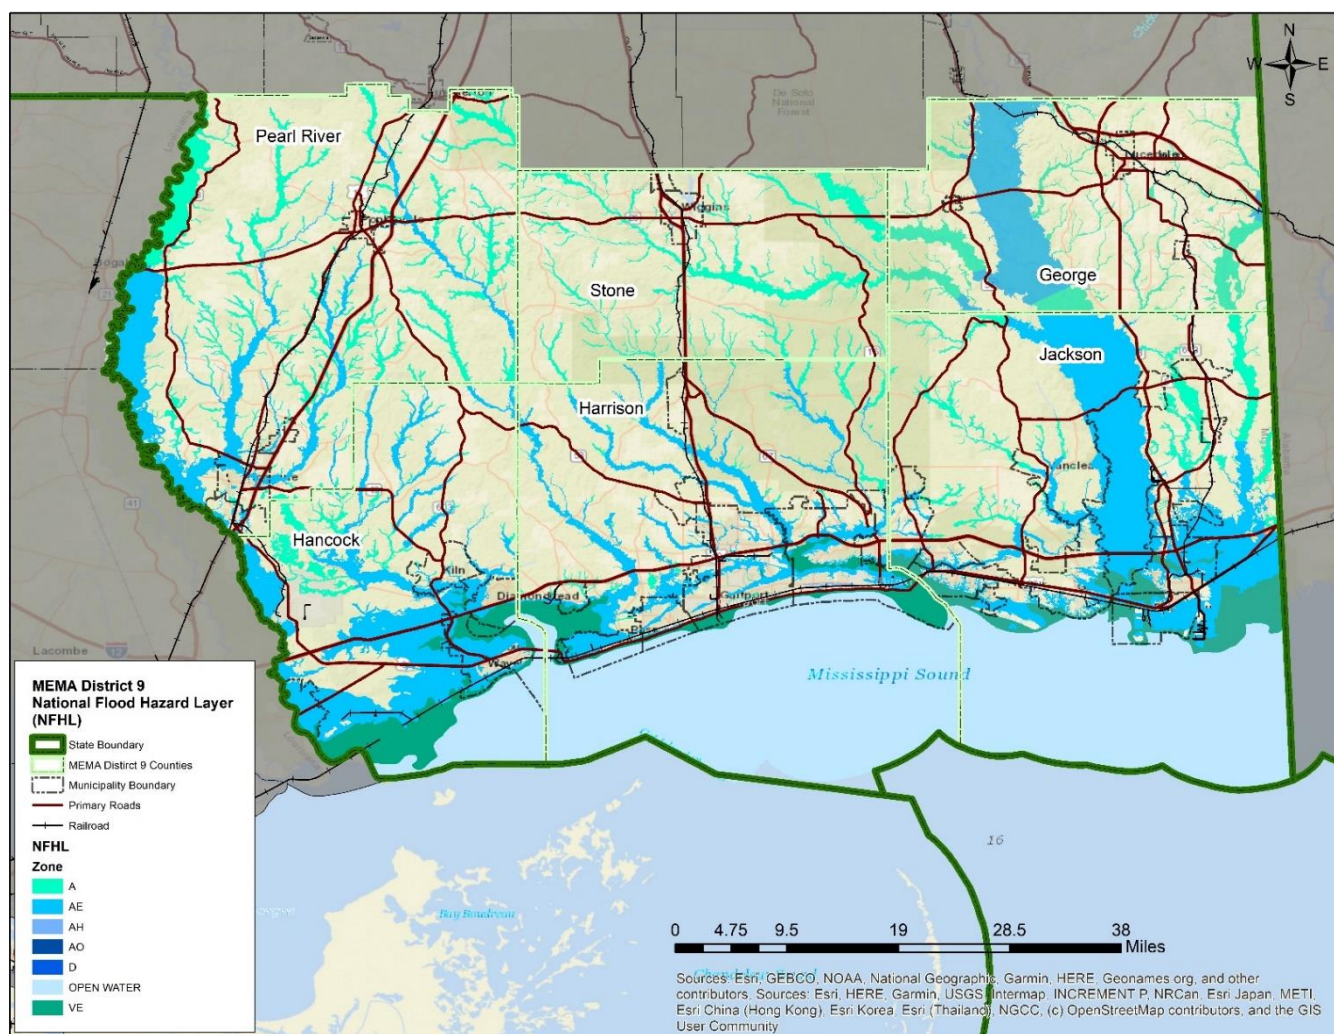 N
W E
S
De Soto
National
Forest
Pearl River
Wiggins
George
Stone
Jackson
Harrison
Hancock
Kiln
Diamondhead
Gulfport
Lacombe
12
21
41
Mississippi Sound
MEMA District 9
National Flood Hazard Layer
(NFHL)
State Boundary
MEMA Distirct 9 Counties
Municipality Boundary
Primary Roads
Railroad
NFHL
Zone
A
AE
AH
AO
D
OPEN WATER
VE
16
Bay Boudreau
0 4.75 9.5 19 28.5 38
Miles
Sources: Esri, GEBCO, NOAA, National Geographic, Garmin, HERE, Geonames.org, and other
contributors, Sources: Esri, HERE, Garmin, USGS, Intermap, INCREMENT P, NRCan, Esri Japan, METI,
Esri China (Hong Kong), Esri Korea, Esri (Thailand), NGCC, (c) OpenStreetMap contributors, and the GIS
User Community